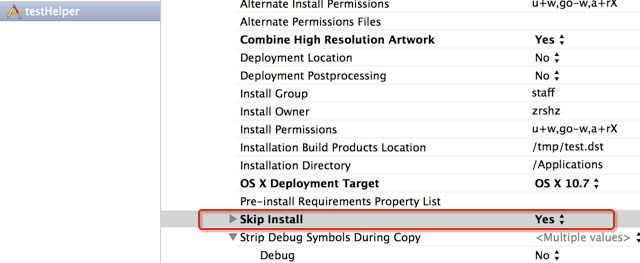 Alternate Install Permissions u+w,go-w,a+rX
testHelper
Alternate Permissions Files
Combine High Resolution Artwork Yes
Deployment Location No
Deployment Postprocessing No
Install Group staff
Install Owner zrshz
Install Permissions u+w,go-w,a+rX
Installation Build Products Location /tmp/test.dst
Installation Directory /Applications
OS X Deployment Target OS X 10.7
Pre-install Requirements Property List
Skip Install Yes
Strip Debug Symbols During Copy <Multiple values>
Debug No